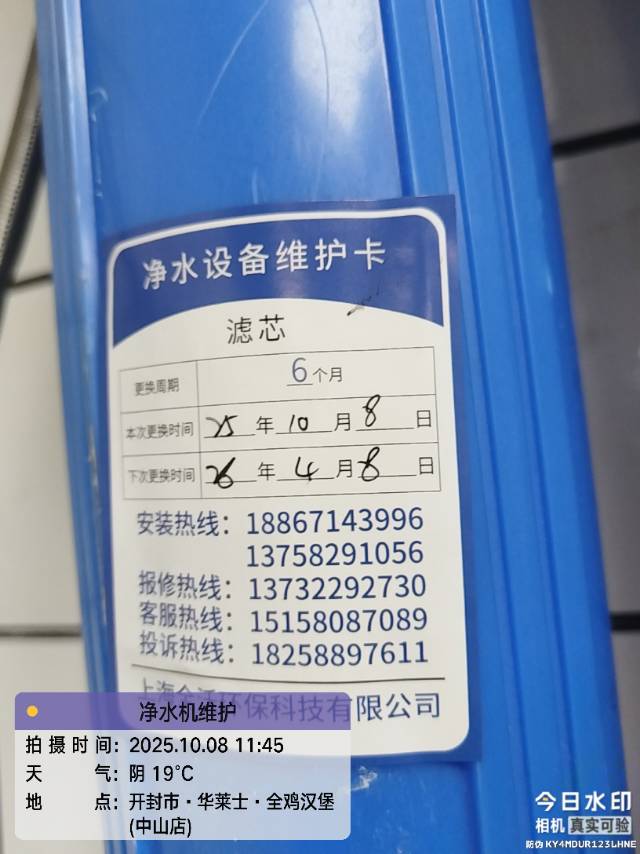 净水设备维护卡
滤芯
更换周期 6个月
本次更换时间 25年10月8日
下次更换时间 26年4月8日
安装热线：18867143996
13758291056
报修热线：13732292730
客服热线：15158087089
投诉热线：18258897611
环保科技有限公司
净水机维护
拍摄时间：2025.10.08 11:45
天气：阴 19℃
地点：开封市·华莱士·全鸡汉堡
(中山店)
今日水印
相机 真实可验
防伪 KY4MDUR123LHNE